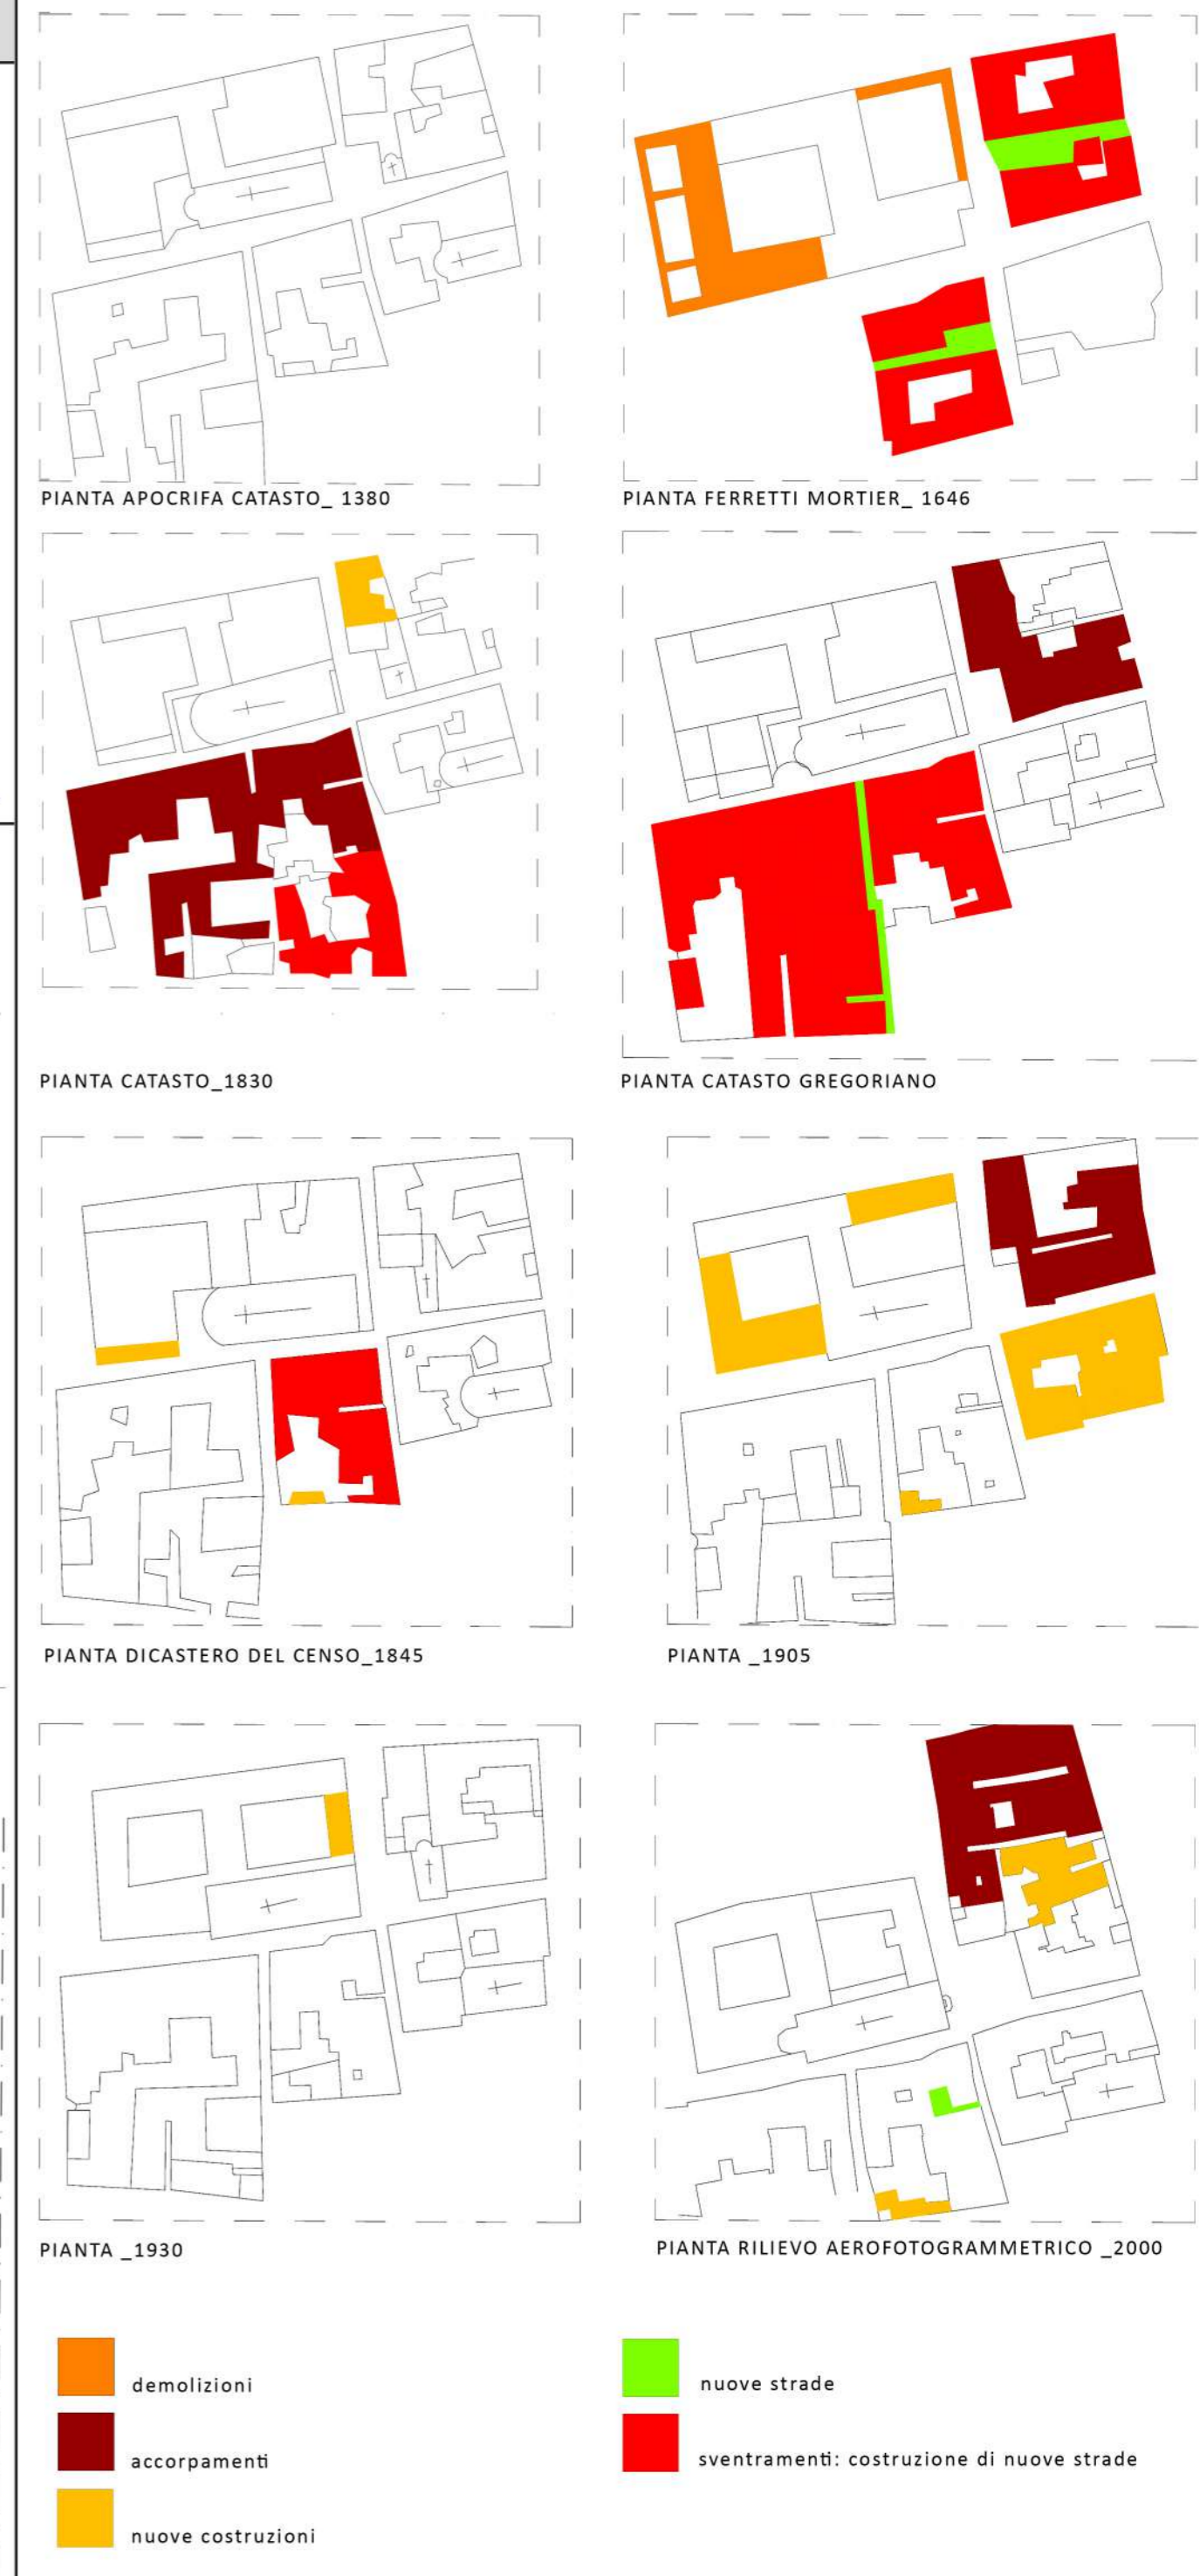 PIANTA APOCRIFA CATASTO_ 1380
PIANTA FERRETTI MORTIER_ 1646
PIANTA CATASTO_1830
PIANTA CATASTO GREGORIANO
PIANTA DICASTERO DEL CENSO_1845
PIANTA _1905
PIANTA _1930
PIANTA RILIEVO AEROFOTOGRAMMETRICO _2000
demolizioni
nuove strade
accorpamenti
sventramenti: costruzione di nuove strade
nuove costruzioni